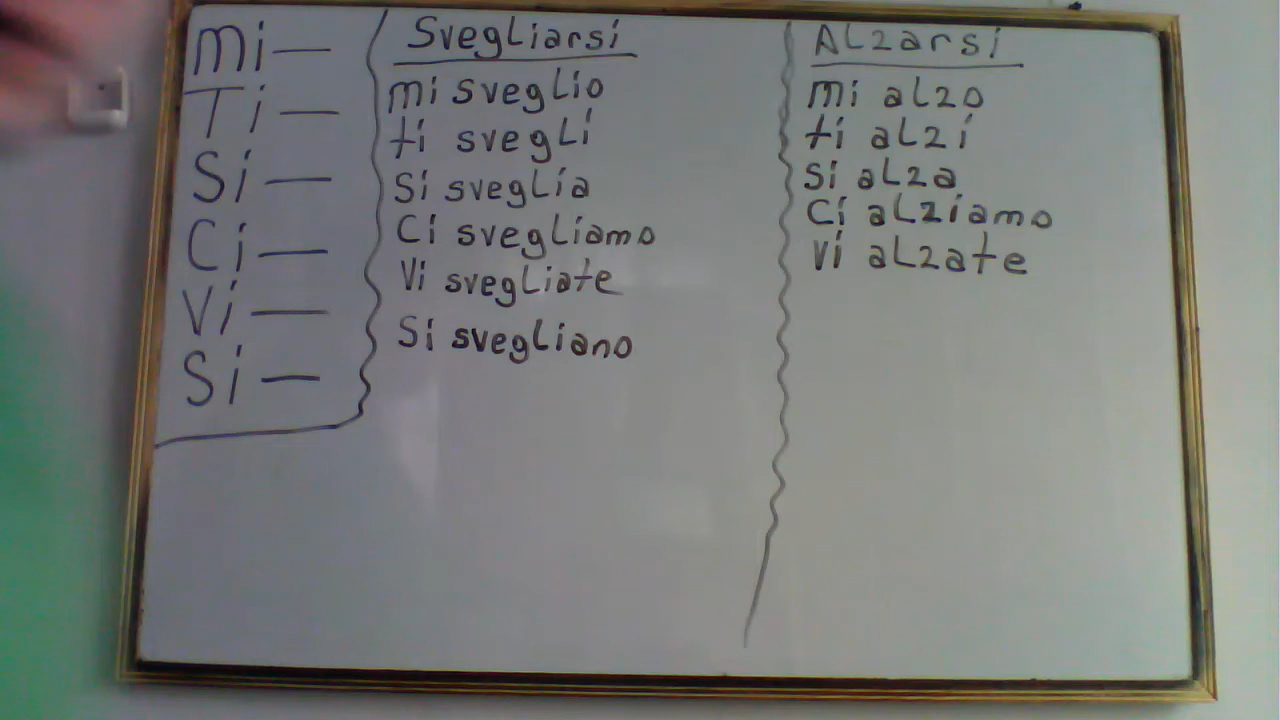 Mi —
Ti —
Si —
Ci —
Vi —
Si —
Svegliarsi
mi sveglio
ti svegli
Si sveglia
Ci svegliamo
Vi svegliate
Si svegliano
Alzarsi
mi alzo
ti alzi
Si alza
Ci alziamo
Vi alzate